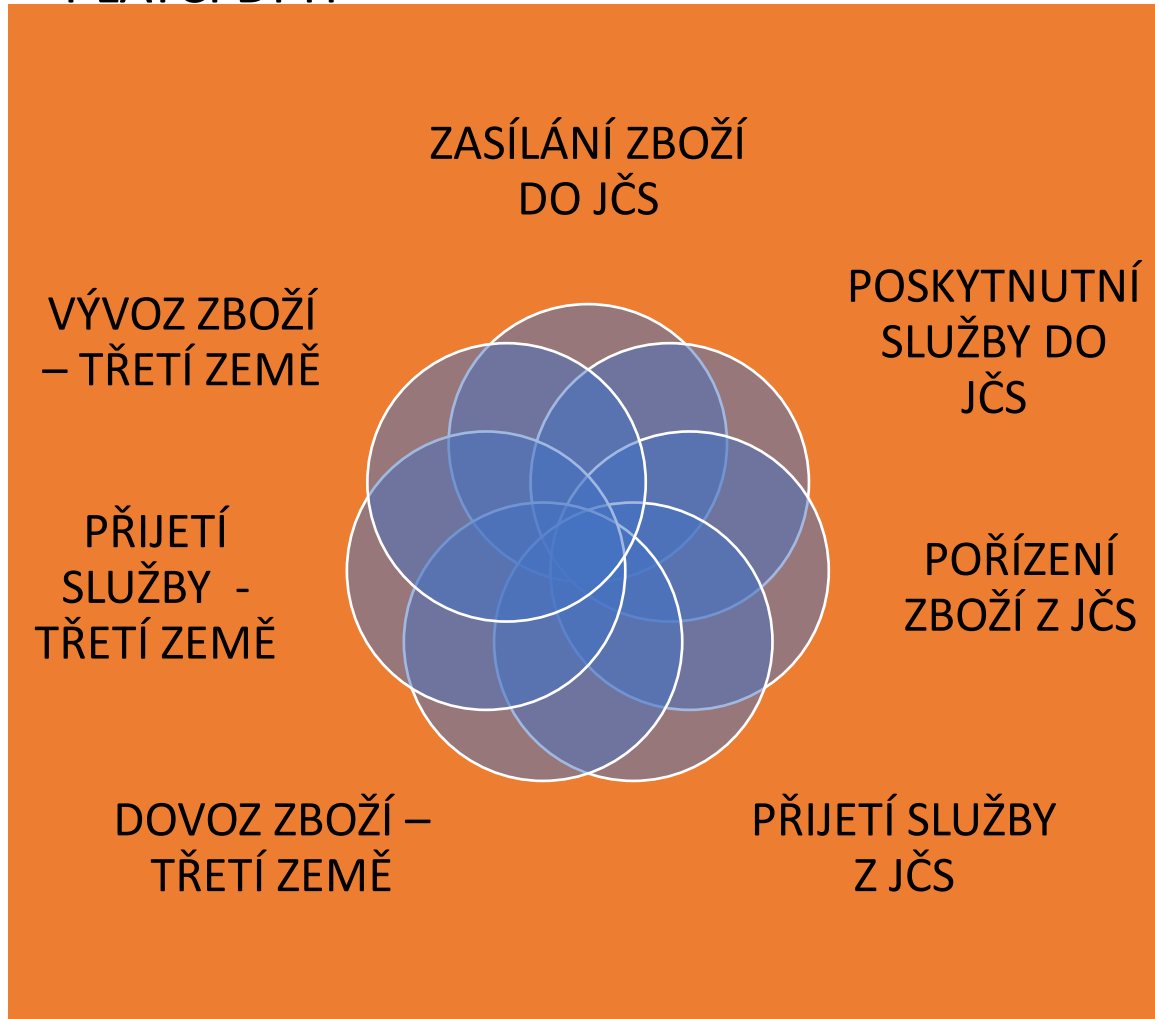 ZASÍLÁNÍ ZBOŽÍ
DO JČS
POSKYTNUTNÍ
SLUŽBY DO
JČS
POŘÍZENÍ
ZBOŽÍ Z JČS
PŘIJETÍ SLUŽBY
Z JČS
DOVOZ ZBOŽÍ –
TŘETÍ ZEMĚ
PŘIJETÍ
SLUŽBY -
TŘETÍ ZEMĚ
VÝVOZ ZBOŽÍ
– TŘETÍ ZEMĚ